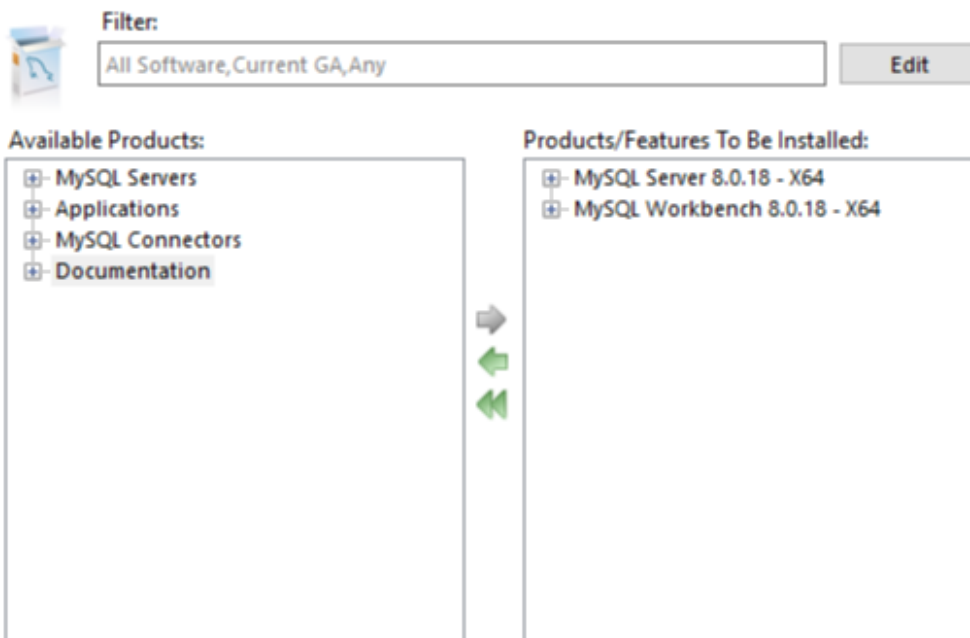 Filter:
All Software,Current GA,Any
Edit
Available Products:
MySQL Servers
Applications
MySQL Connectors
Documentation
Products/Features To Be Installed:
MySQL Server 8.0.18 - X64
MySQL Workbench 8.0.18 - X64